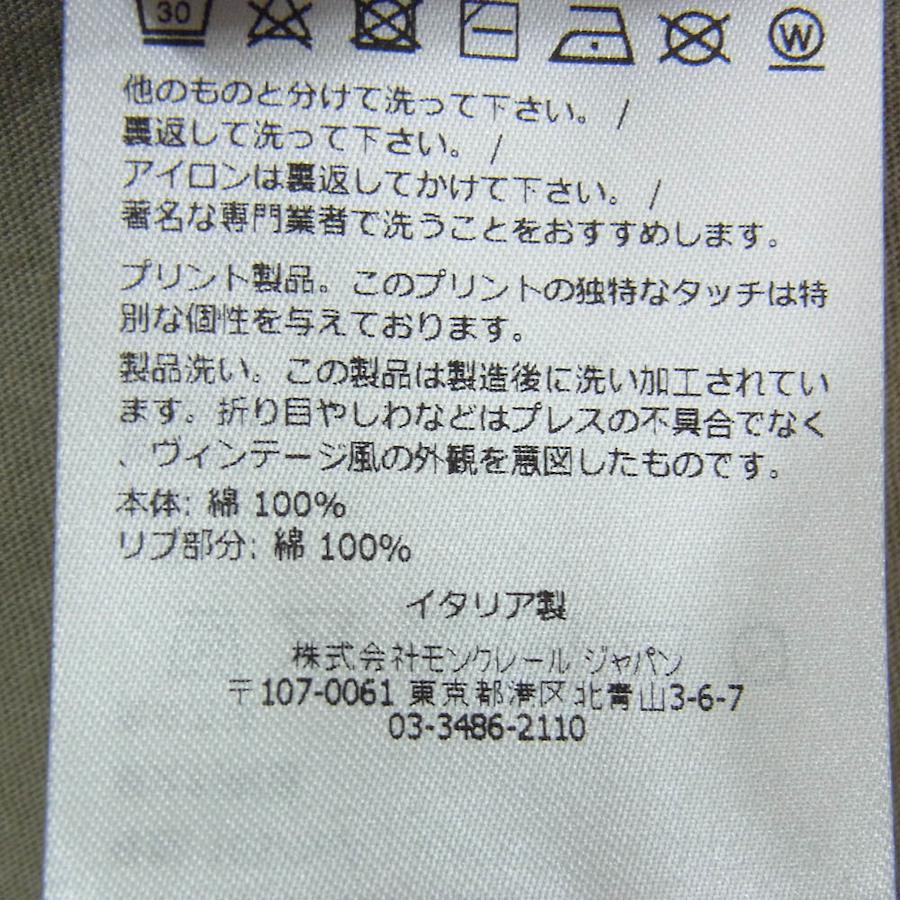 30
W
他のものと分けて洗って下さい。 /
裏返して洗って下さい。 /
アイロンは裏返してかけて下さい。 /
著名な専門業者で洗うことをおすすめします。
プリント製品。このプリントの独特なタッチは特
別な個性を与えております。
製品洗い。この製品は製造後に洗い加工されてい
ます。折り目やしわなどはプレスの不具合でなく
、ヴィンテージ風の外観を意図したものです。
本体: 綿 100%
リブ部分: 綿 100%
イタリア製
株式会社モンクレール ジャパン
〒107-0061 東京都港区北青山3-6-7
03-3486-2110